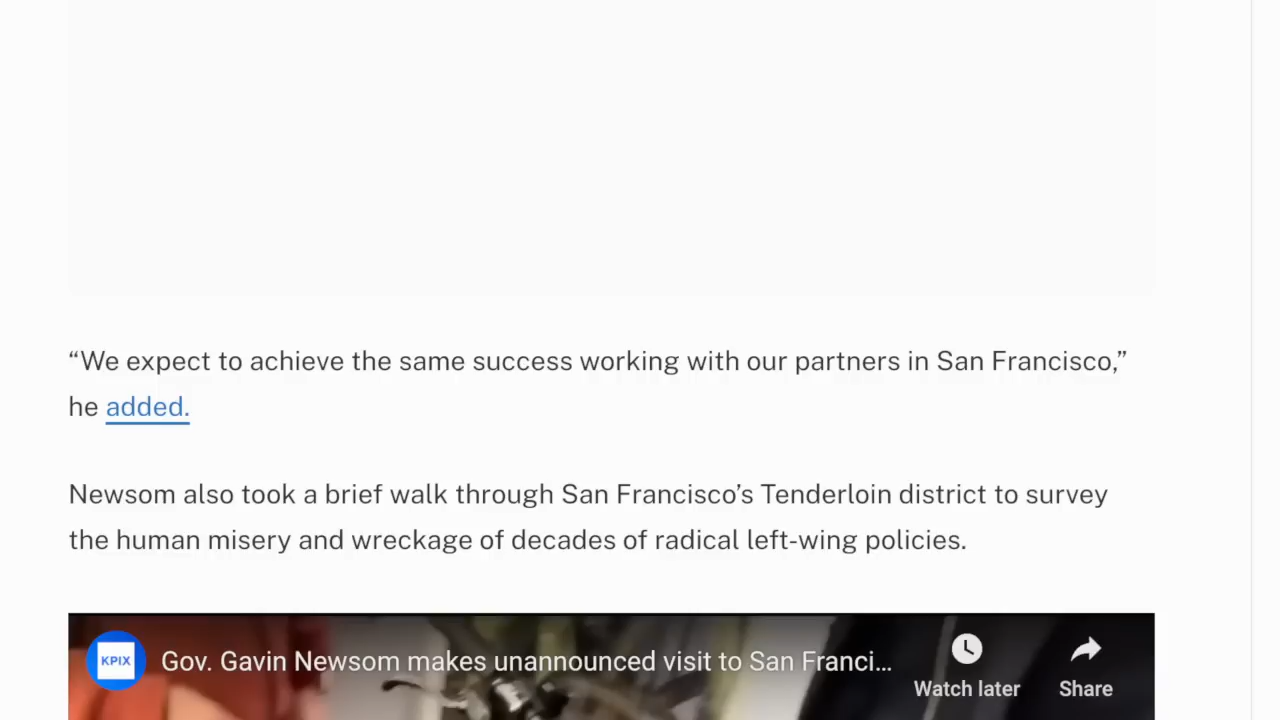 “We expect to achieve the same success working with our partners in San Francisco,”
he added.
Newsom also took a brief walk through San Francisco’s Tenderloin district to survey
the human misery and wreckage of decades of radical left-wing policies.
KPIX
Gov. Gavin Newsom makes unannounced visit to San Franci...
Watch later
Share